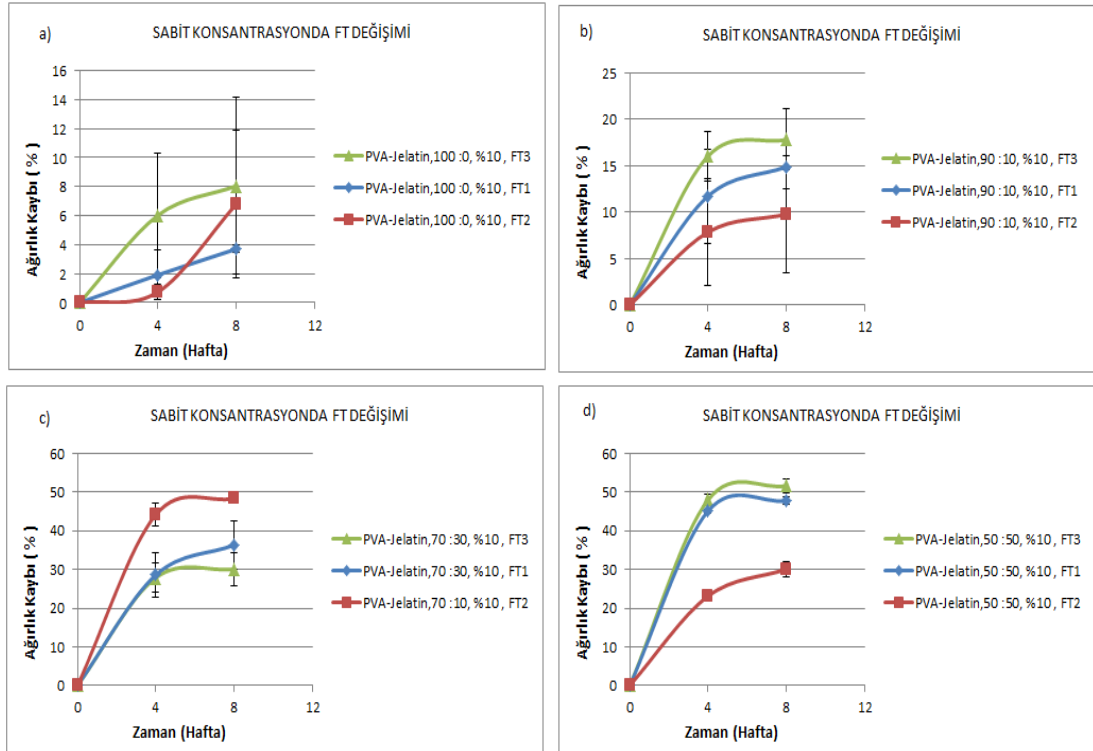 a)
SABİT KONSANTRASYONDA FT DEĞİŞİMİ
Ağırlık Kaybı ( % )
16
14
12
10
8
6
4
2
0
0 4 8 12
Zaman (Hafta)
PVA-Jelatin,100 :0, %10 , FT3
PVA-Jelatin,100 :0, %10 , FT1
PVA-Jelatin,100 :0, %10 , FT2
b)
SABİT KONSANTRASYONDA FT DEĞİŞİMİ
Ağırlık Kaybı ( % )
25
20
15
10
5
0
0 4 8 12
Zaman (Hafta)
PVA-Jelatin,90 :10, %10 , FT3
PVA-Jelatin,90 :10, %10 , FT1
PVA-Jelatin,90 :10, %10 , FT2
c)
SABİT KONSANTRASYONDA FT DEĞİŞİMİ
Ağırlık Kaybı ( % )
60
50
40
30
20
10
0
0 4 8 12
Zaman (Hafta)
PVA-Jelatin,70 :30, %10 , FT3
PVA-Jelatin,70 :30, %10 , FT1
PVA-Jelatin,70 :10, %10 , FT2
d)
SABİT KONSANTRASYONDA FT DEĞİŞİMİ
Ağırlık Kaybı ( % )
60
50
40
30
20
10
0
0 4 8 12
Zaman (Hafta)
PVA-Jelatin,50 :50, %10 , FT3
PVA-Jelatin,50 :50, %10 , FT1
PVA-Jelatin,50 :50, %10 , FT2